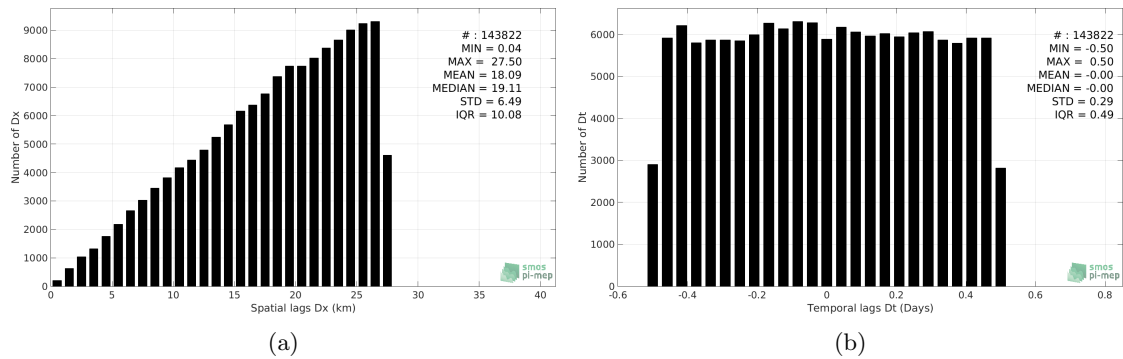 9000
8000
7000
6000
5000
4000
3000
2000
1000
0
Number of Dx
# : 143822
MIN = 0.04
MAX = 27.50
MEAN = 18.09
MEDIAN = 19.11
STD = 6.49
IQR = 10.08
smos
pi-mep
0 5 10 15 20 25 30 35 40
Spatial lags Dx (km)
(a)
6000
5000
4000
3000
2000
1000
0
Number of Dt
# : 143822
MIN = -0.50
MAX = 0.50
MEAN = -0.00
MEDIAN = -0.00
STD = 0.29
IQR = 0.49
smos
pi-mep
-0.6 -0.4 -0.2 0 0.2 0.4 0.6 0.8
Temporal lags Dt (Days)
(b)